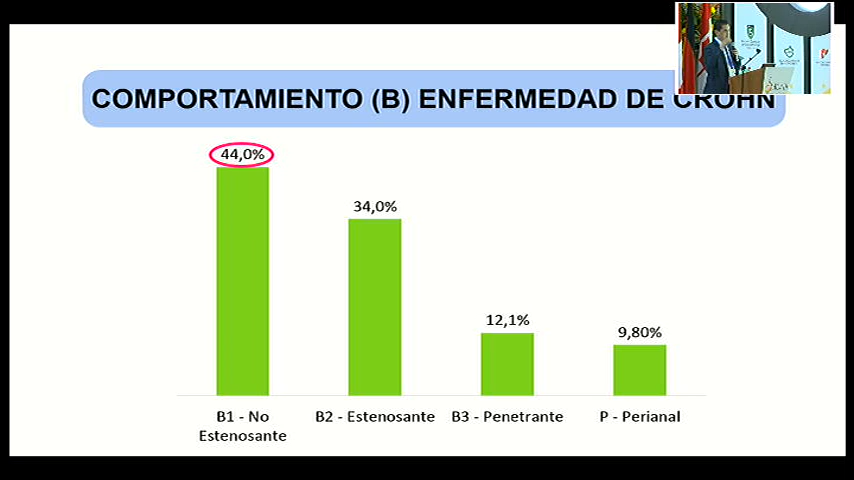 COMPORTAMIENTO (B) ENFERMEDAD DE CROHN
44,0%
34,0%
12,1%
9,80%
B1 - No
Estenosante
B2 - Estenosante
B3 - Penetrante
P - Perianal